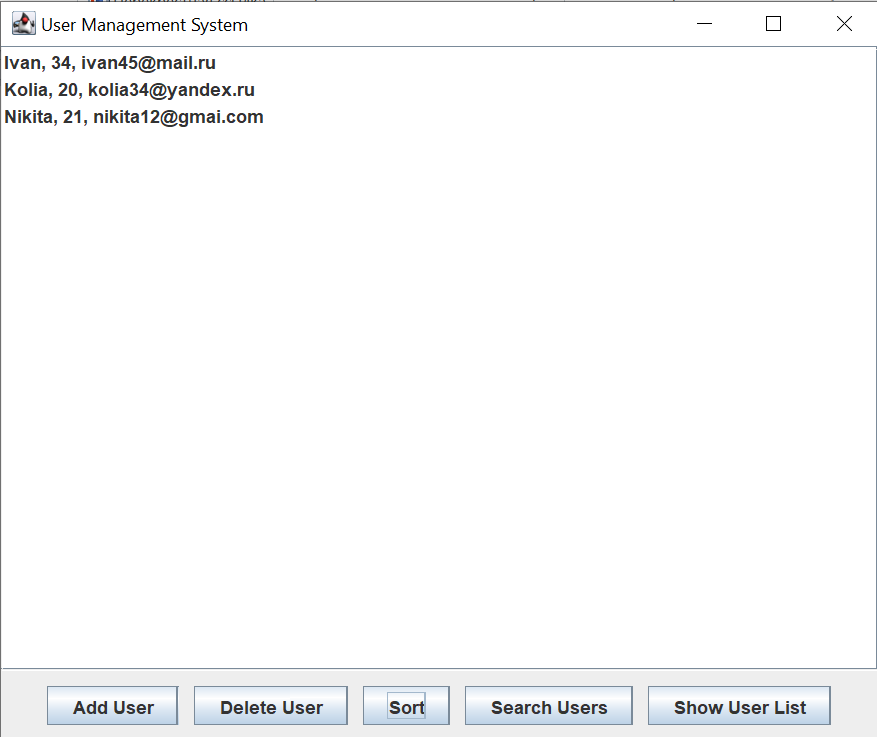 User Management System
Ivan, 34, ivan45@mail.ru
Kolia, 20, kolia34@yandex.ru
Nikita, 21, nikita12@gmai.com
Add User Delete User Sort Search Users Show User List